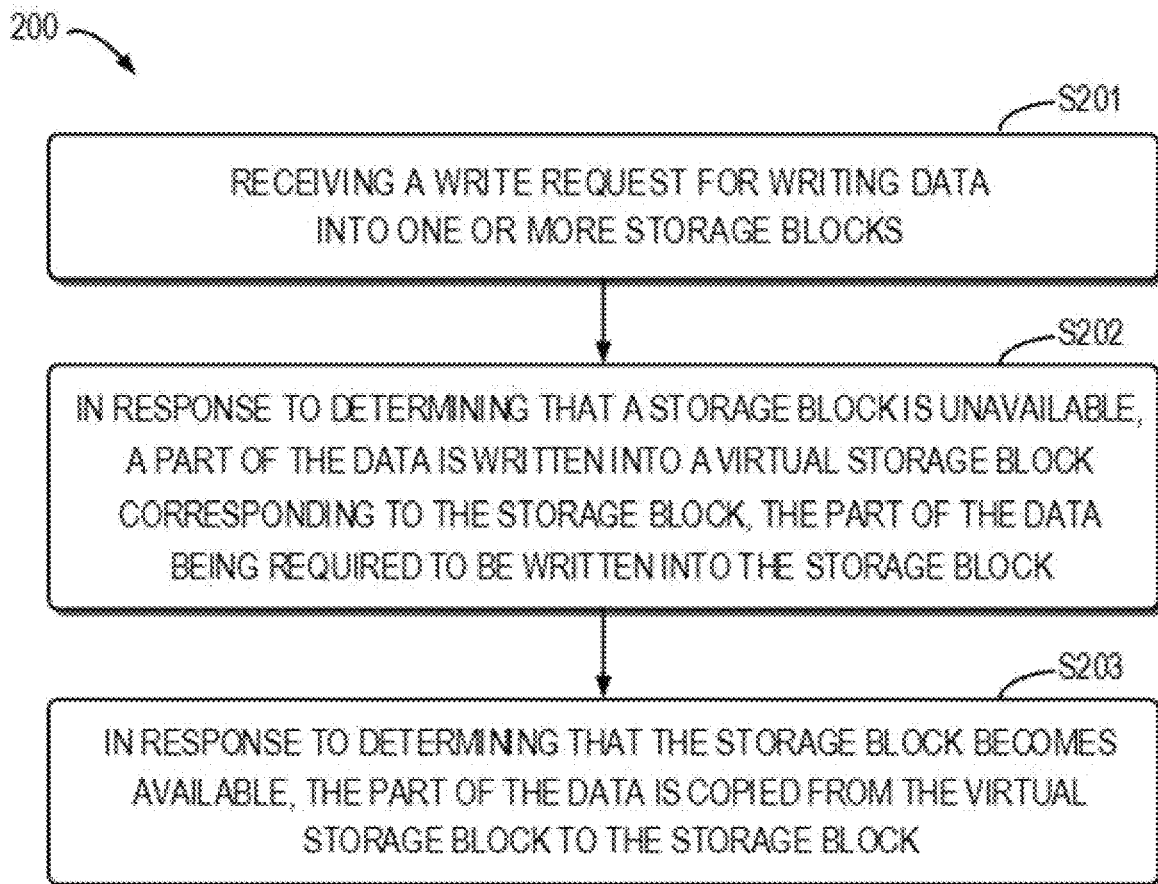 200
S201
RECEIVING A WRITE REQUEST FOR WRITING DATA
INTO ONE OR MORE STORAGE BLOCKS
S202
IN RESPONSE TO DETERMINING THAT A STORAGE BLOCK IS UNAVAILABLE,
A PART OF THE DATA IS WRITTEN INTO A VIRTUAL STORAGE BLOCK
CORRESPONDING TO THE STORAGE BLOCK, THE PART OF THE DATA
BEING REQUIRED TO BE WRITTEN INTO THE STORAGE BLOCK
S203
IN RESPONSE TO DETERMINING THAT THE STORAGE BLOCK BECOMES
AVAILABLE, THE PART OF THE DATA IS COPIED FROM THE VIRTUAL
STORAGE BLOCK TO THE STORAGE BLOCK